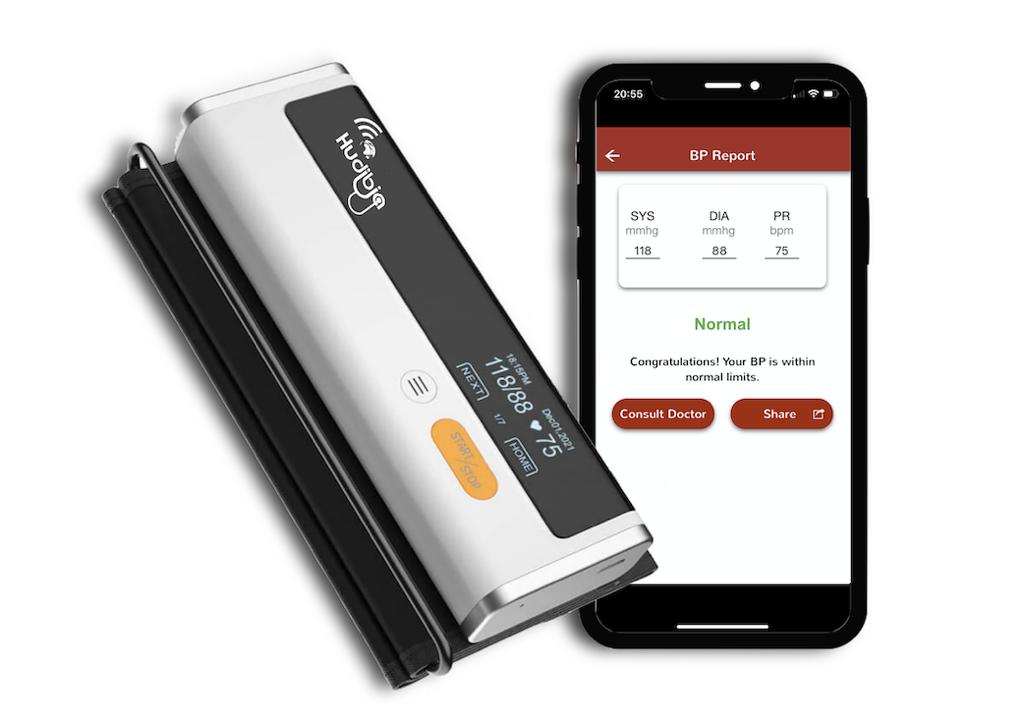 Hudibia
18:15PM
Dec01,2021
118/88
75
NEXT
1/7
HOME
START/STOP
20:55
BP Report
SYS
DIA
PR
mmhg
mmhg
bpm
118
88
75
Normal
Congratulations! Your BP is within
normal limits.
Consult Doctor
Share